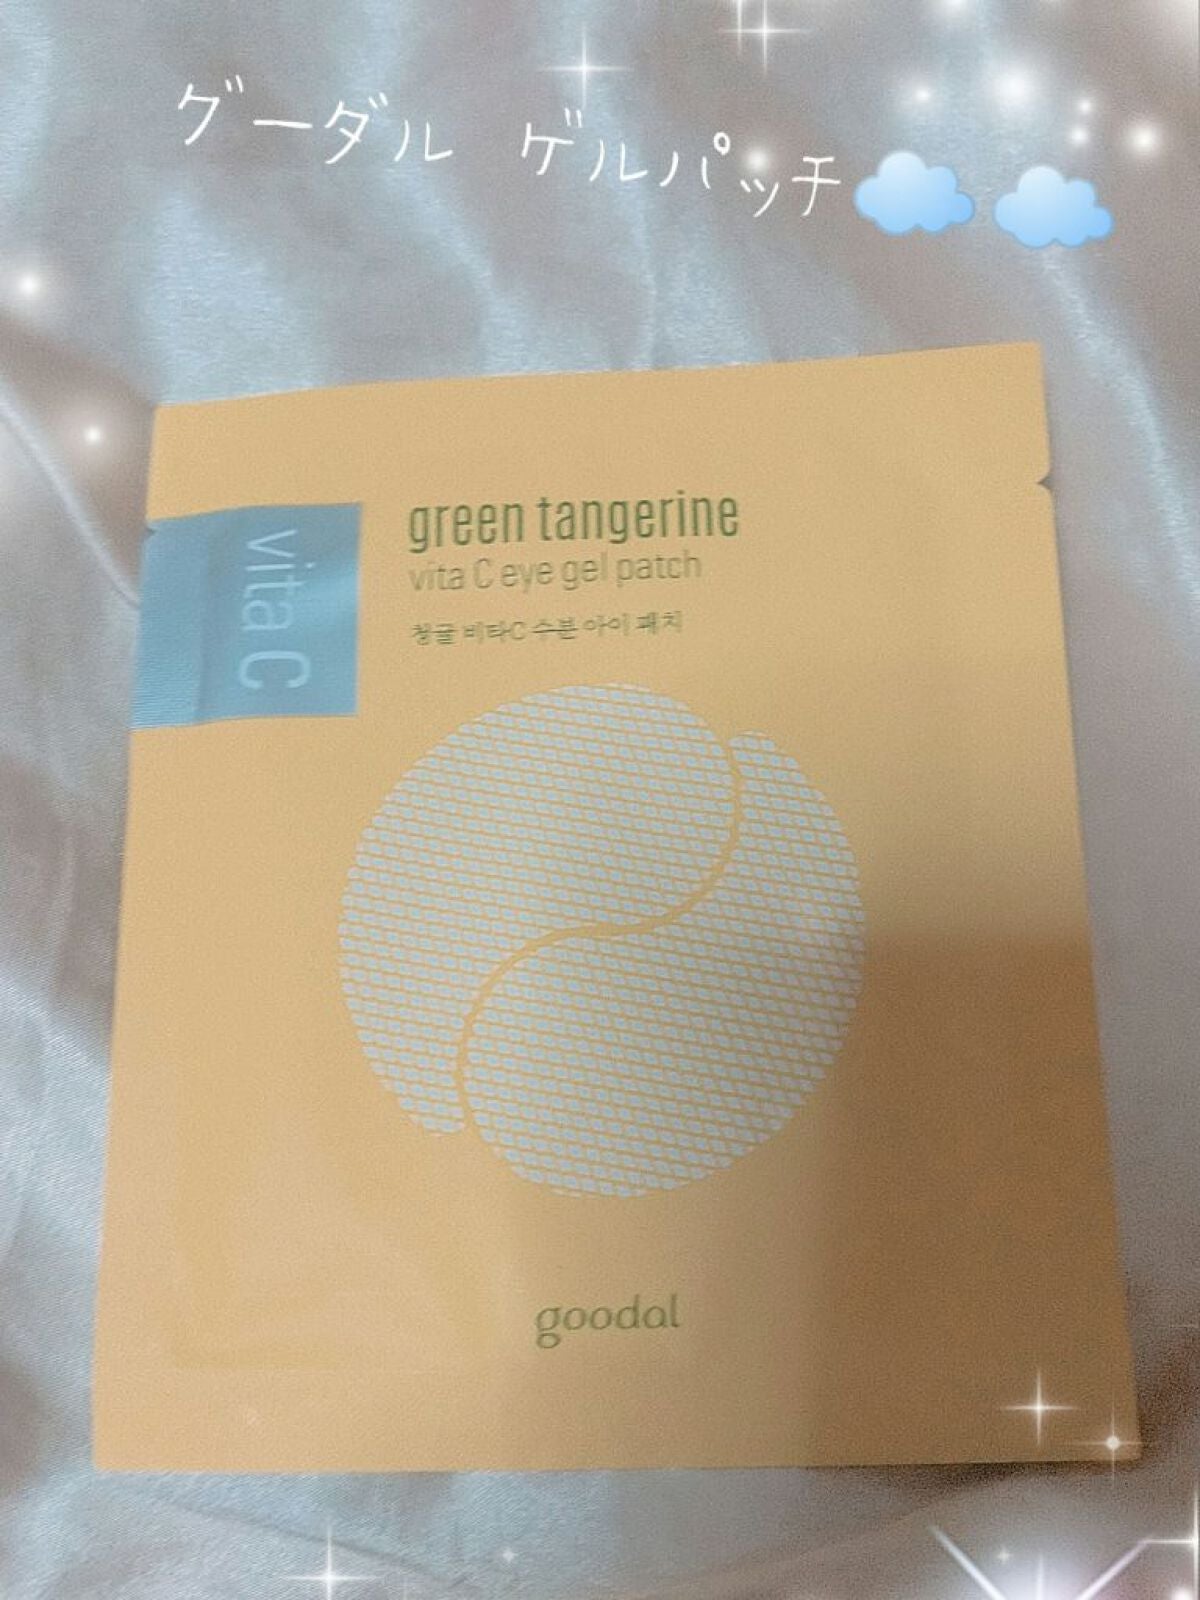 グーダル ゲルパッチ☁️☁️
vita C
green tangerine
vita C eye gel patch
청귤 비타C 수분 아이 패치
goodal